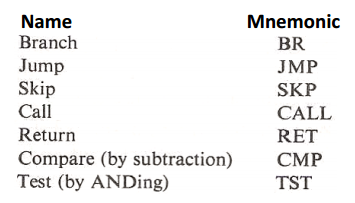 Name Mnemonic
Branch BR
Jump JMP
Skip SKP
Call CALL
Return RET
Compare (by subtraction) CMP
Test (by ANDing) TST